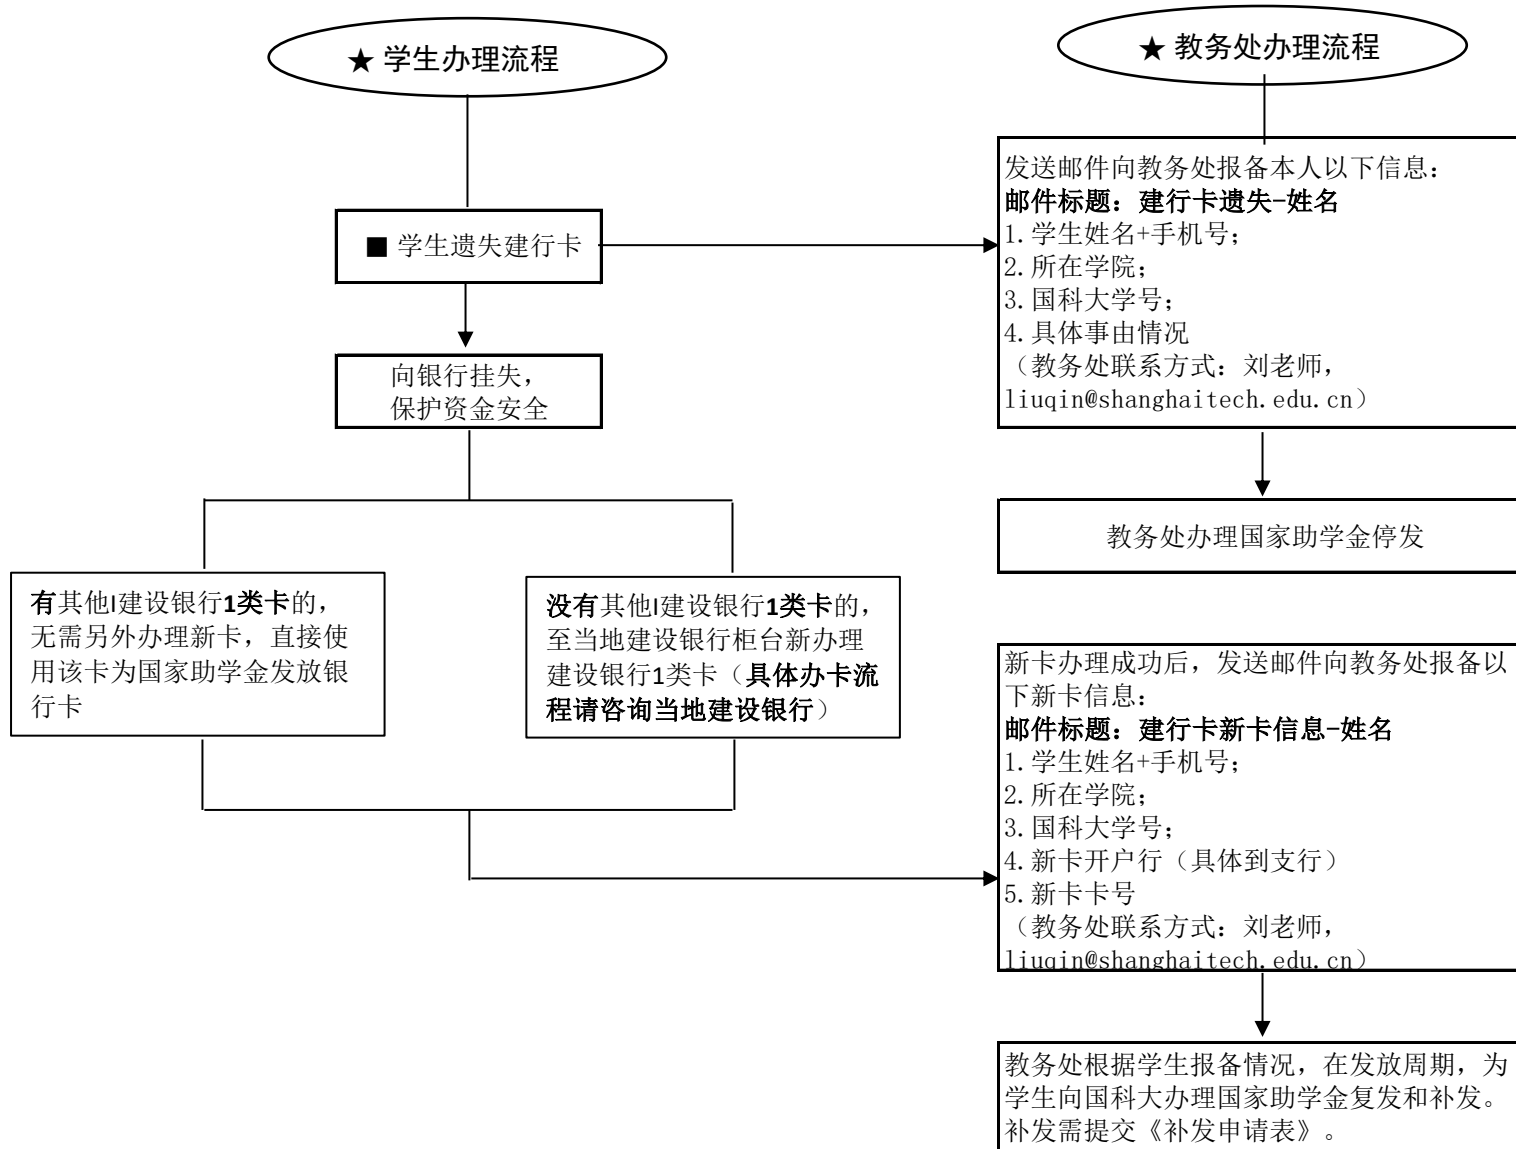 ★ 学生办理流程
■ 学生遗失建行卡
向银行挂失，
保护资金安全
有其他I建设银行1类卡的，
无需另外办理新卡，直接使
用该卡为国家助学金发放银
行卡
没有其他I建设银行1类卡的，
至当地建设银行柜台新办理
建设银行1类卡（具体办卡流
程请咨询当地建设银行）
★ 教务处办理流程
发送邮件向教务处报备本人以下信息：
邮件标题：建行卡遗失-姓名
1.学生姓名+手机号；
2.所在学院；
3.国科大学号；
4.具体事由情况
（教务处联系方式：刘老师，
liuqin@shanghaitech.edu.cn）
教务处办理国家助学金停发
新卡办理成功后，发送邮件向教务处报备以
下新卡信息：
邮件标题：建行卡新卡信息-姓名
1.学生姓名+手机号；
2.所在学院；
3.国科大学号；
4.新卡开户行（具体到支行）
5.新卡卡号
（教务处联系方式：刘老师，
liuqin@shanghaitech.edu.cn）
教务处根据学生报备情况，在发放周期，为
学生向国科大办理国家助学金复发和补发。
补发需提交《补发申请表》。